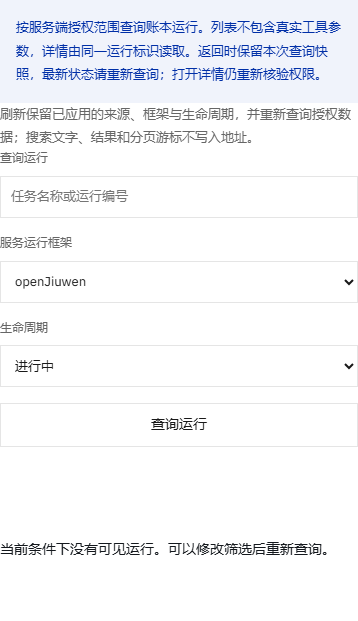 按服务端授权范围查询账本运行。列表不包含真实工具参
数，详情由同一运行标识读取。返回时保留本次查询快
照，最新状态请重新查询；打开详情仍重新核验权限。
刷新保留已应用的来源、框架与生命周期，并重新查询授权数
据；搜索文字、结果和分页游标不写入地址。
查询运行
任务名称或运行编号
服务运行框架
openJiuwen
生命周期
进行中
查询运行
当前条件下没有可见运行。可以修改筛选后重新查询。